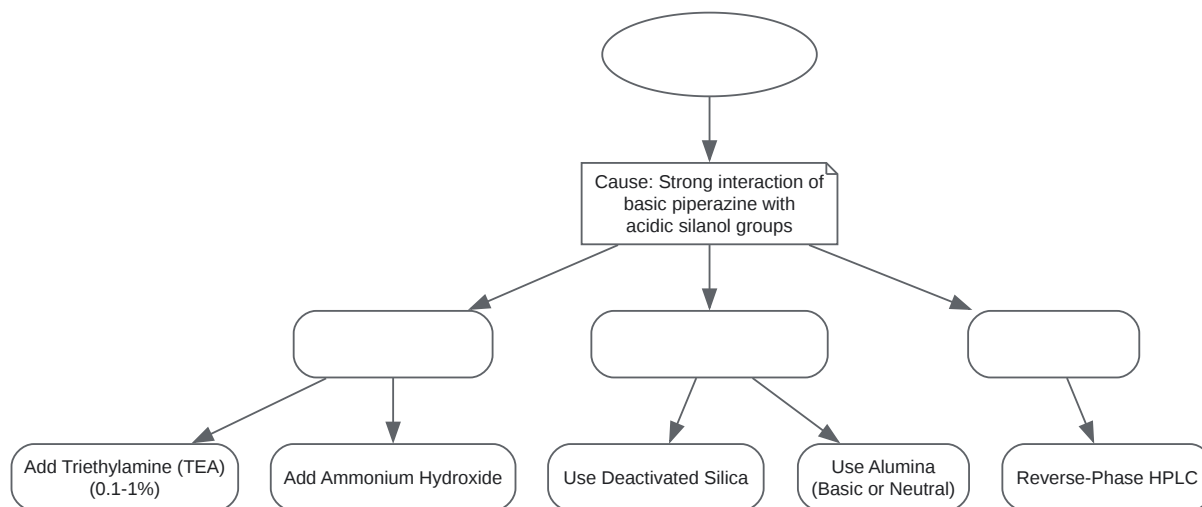 Cause: Strong interaction of
basic piperazine with
acidic silanol groups
Add Triethylamine (TEA)
(0.1-1%)
Add Ammonium Hydroxide
Use Deactivated Silica
Use Alumina
(Basic or Neutral)
Reverse-Phase HPLC